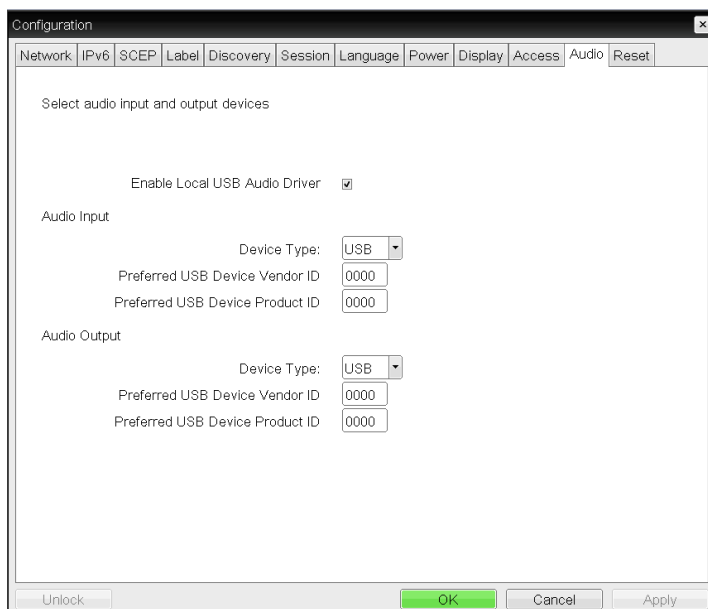 Configuration
Network IPv6 SCEP Label Discovery Session Language Power Display Access Audio Reset
Select audio input and output devices
Enable Local USB Audio Driver
Audio Input
Device Type: USB
Preferred USB Device Vendor ID 0000
Preferred USB Device Product ID 0000
Audio Output
Device Type: USB
Preferred USB Device Vendor ID 0000
Preferred USB Device Product ID 0000
Unlock OK Cancel Apply